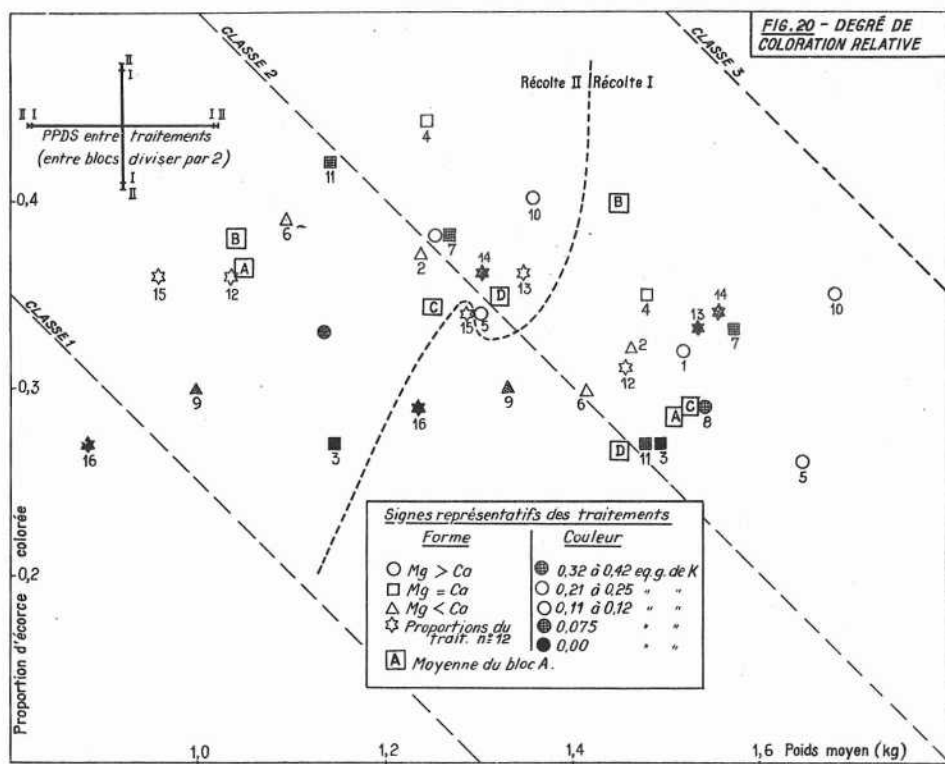 FIG.20 - DEGRÉ DE
COLORATION RELATIVE
CLASSE 2
CLASSE 3
CLASSE 1
Récolte II Récolte I
II
I
II I
I II
PPDS entre traitements
(entre blocs diviser par 2)
I
II
4
11
0,4
10
B
6
B
A
2
7
14
13
15
12
C
D
15
5
4
14
13
10
7
2
1
12
0,3
9
16
9
6
A
C
8
16
3
D
11
3
5
Signes représentatifs des traitements
Forme Couleur
Mg > Ca 0,32 à 0,42 eq.g. de K
Mg = Ca 0,21 à 0,25 " "
Mg < Ca 0,11 à 0,12 " "
Proportions du 0,075 " "
trait. n° 12 0,00 " "
A Moyenne du bloc A.
0,2
Proportion d'écorce colorée
1,0 1,2 1,4 1,6 Poids moyen (kg)